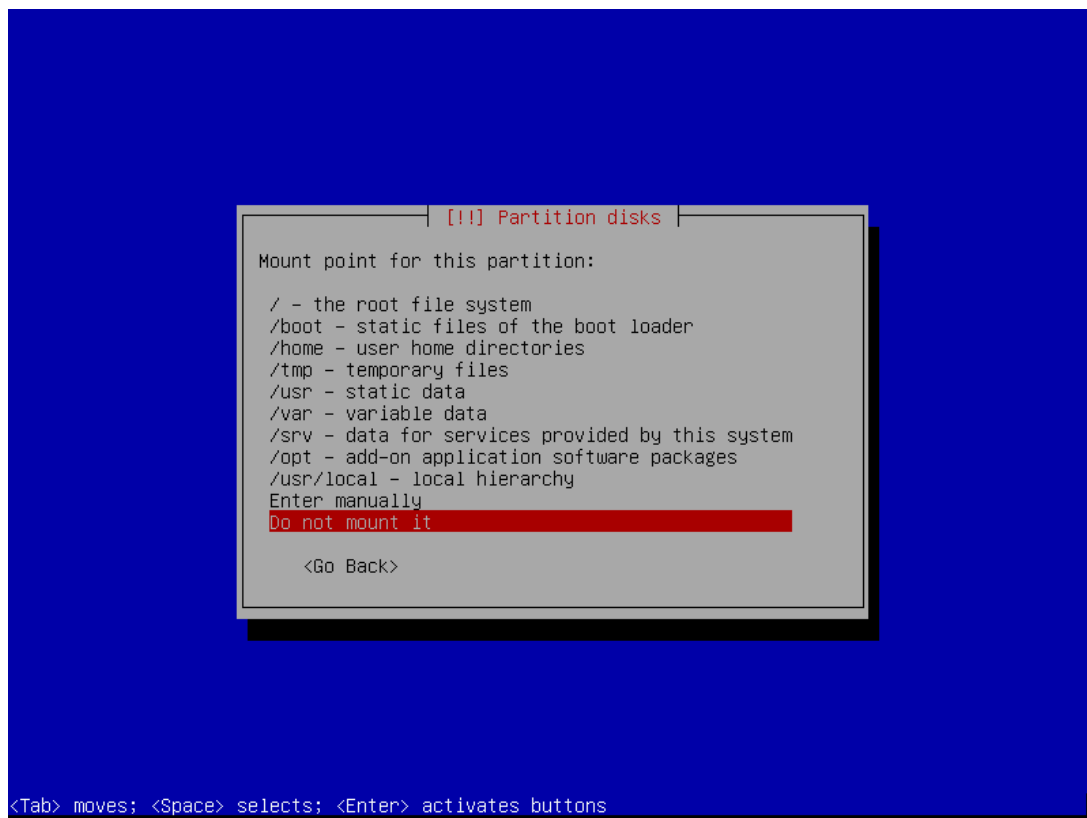 [!!] Partition disks
Mount point for this partition:
/ – the root file system
/boot – static files of the boot loader
/home – user home directories
/tmp – temporary files
/usr – static data
/var – variable data
/srv – data for services provided by this system
/opt – add-on application software packages
/usr/local – local hierarchy
Enter manually
Do not mount it
<Go Back>
<Tab> moves; <Space> selects; <Enter> activates buttons